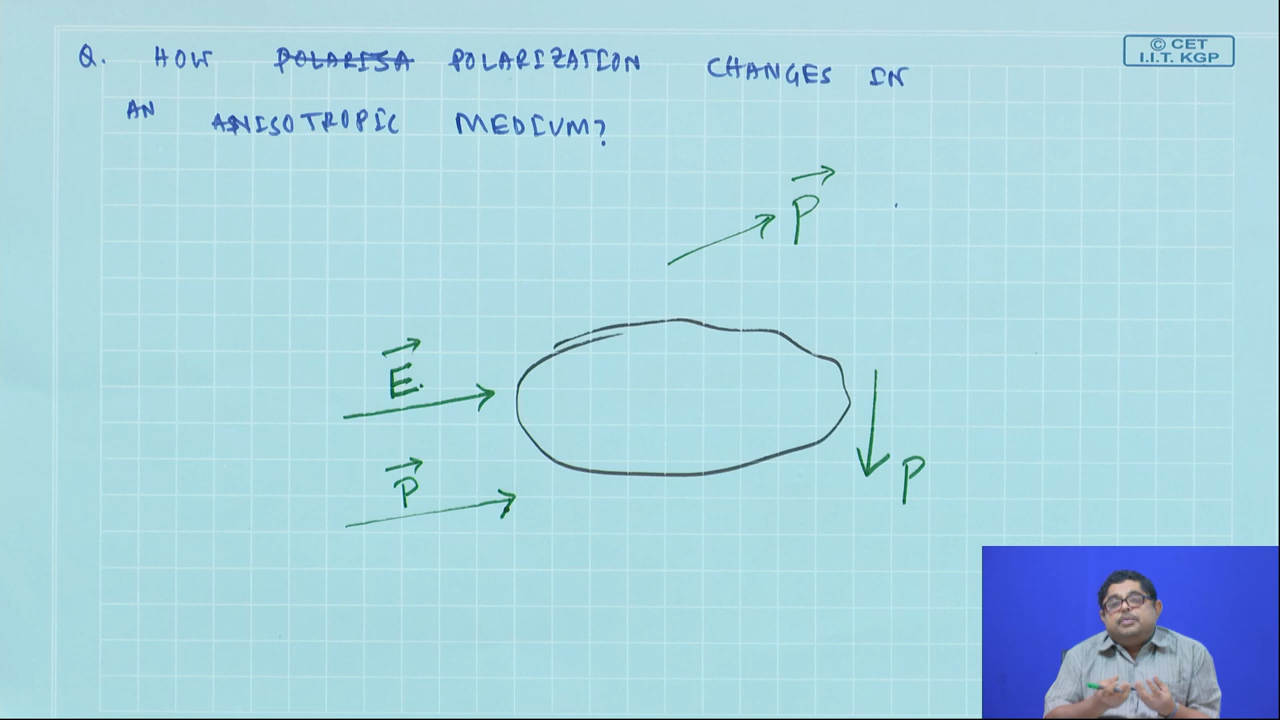 Q. HOW POLARISA POLARIZATION CHANGES IN
© CET
I.I.T. KGP
AN ANISOTROPIC MEDIUM?
P
E.
P
P